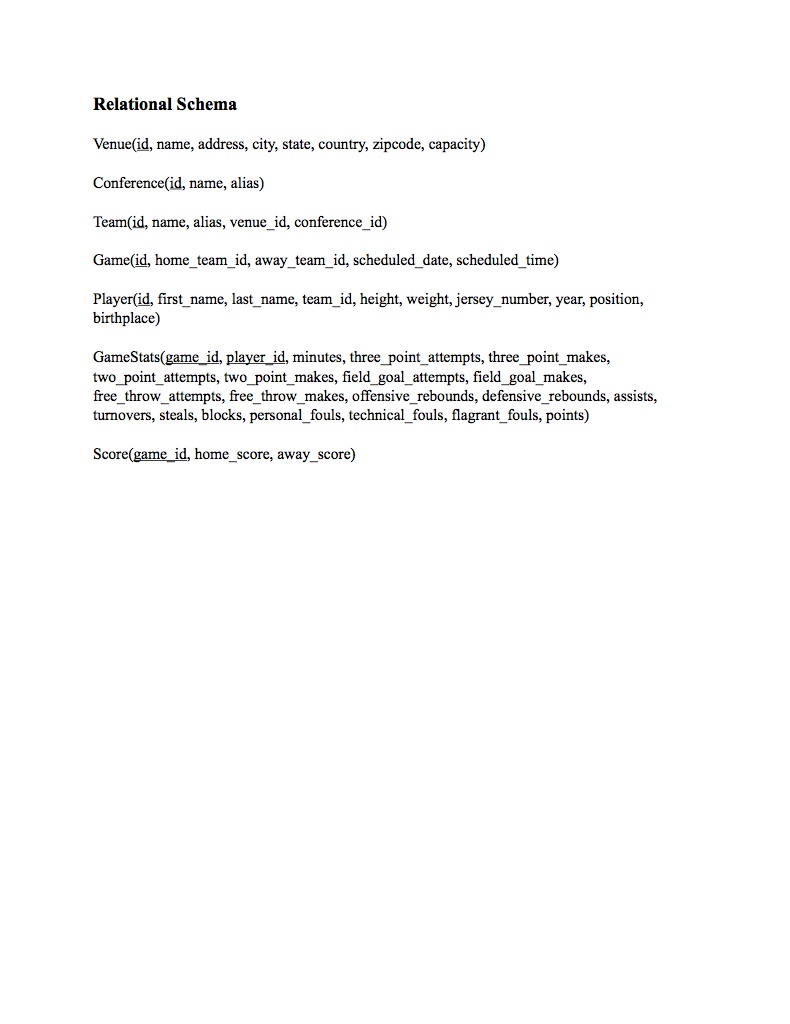 Relational Schema
Venue(id, name, address, city, state, country, zipcode, capacity)
Conference(id, name, alias)
Team(id, name, alias, venue_id, conference_id)
Game(id, home_team_id, away_team_id, scheduled_date, scheduled_time)
Player(id, first_name, last_name, team_id, height, weight, jersey_number, year, position,
birthplace)
GameStats(game_id, player_id, minutes, three_point_attempts, three_point_makes,
two_point_attempts, two_point_makes, field_goal_attempts, field_goal_makes,
free_throw_attempts, free_throw_makes, offensive_rebounds, defensive_rebounds, assists,
turnovers, steals, blocks, personal_fouls, technical_fouls, flagrant_fouls, points)
Score(game_id, home_score, away_score)